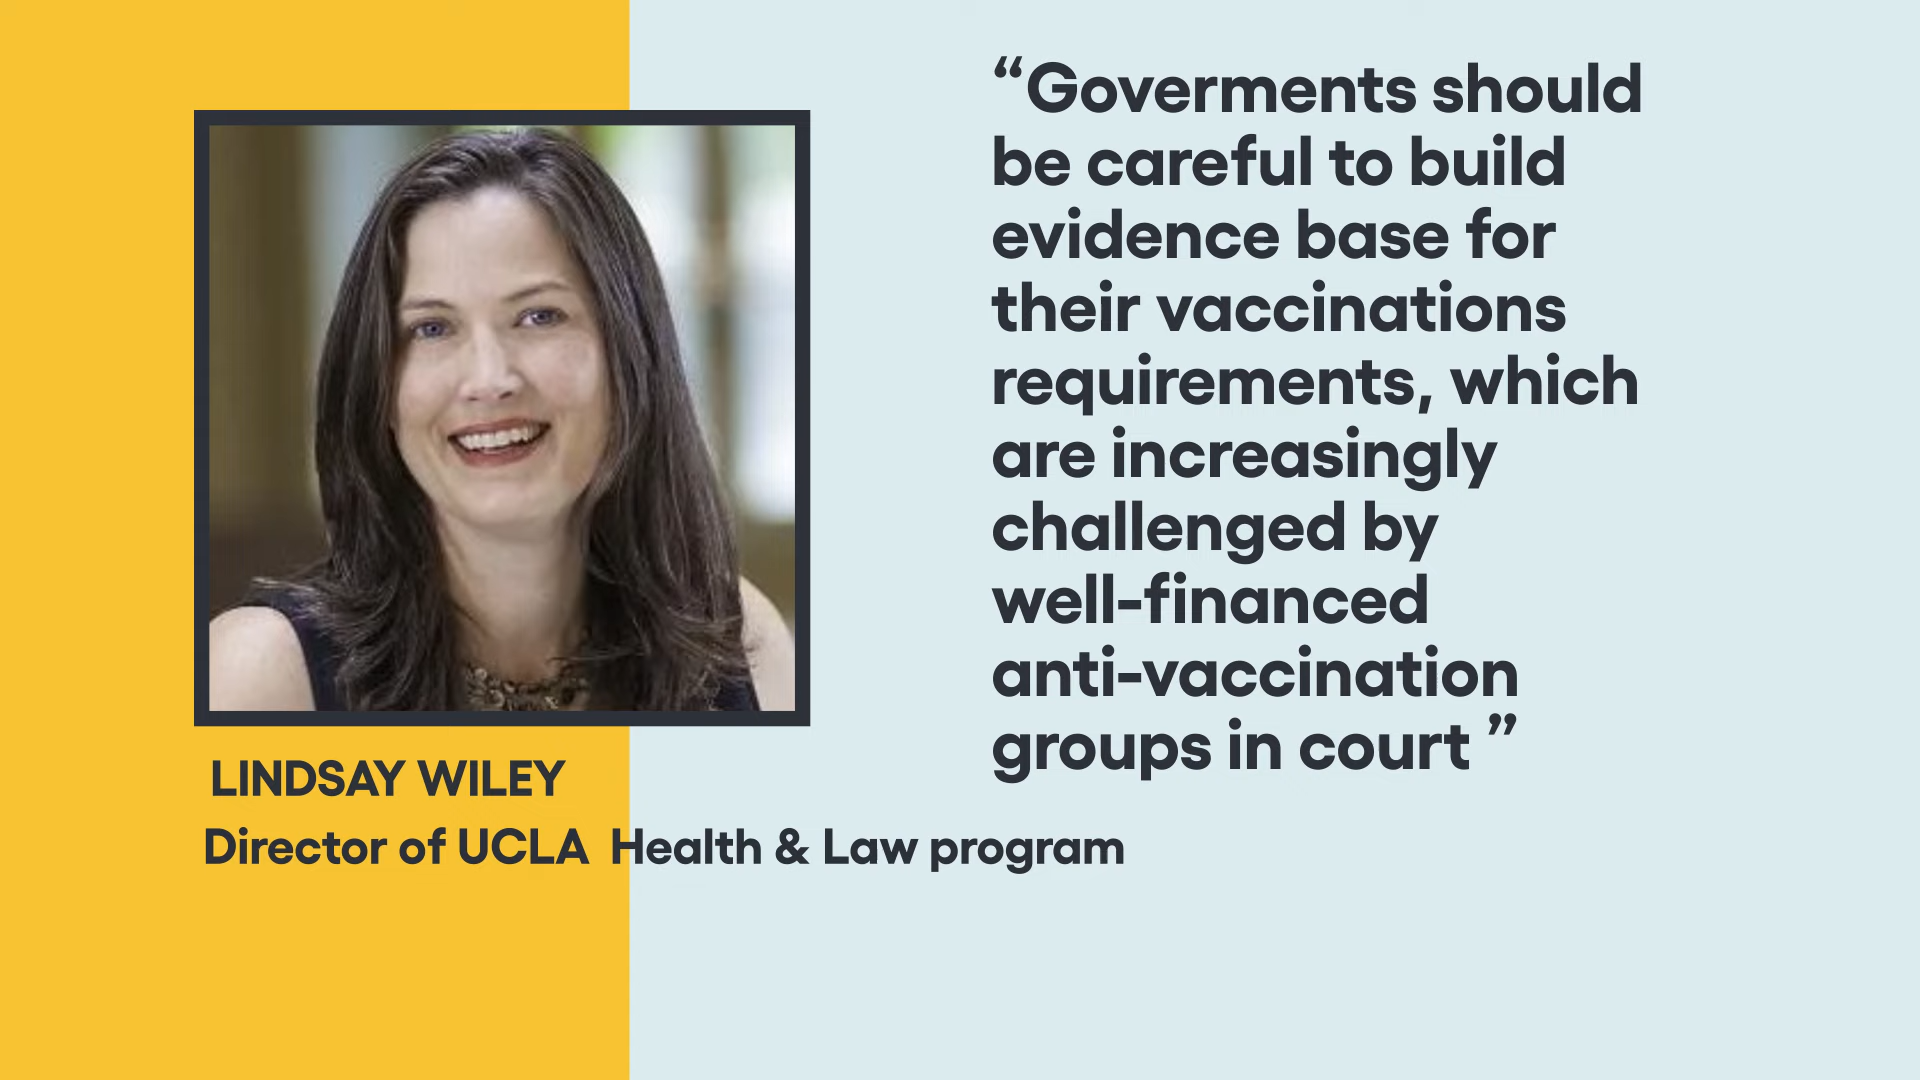 “Goverments should
be careful to build
evidence base for
their vaccinations
requirements, which
are increasingly
challenged by
well-financed
anti-vaccination
groups in court ”
LINDSAY WILEY
Director of UCLA Health & Law program